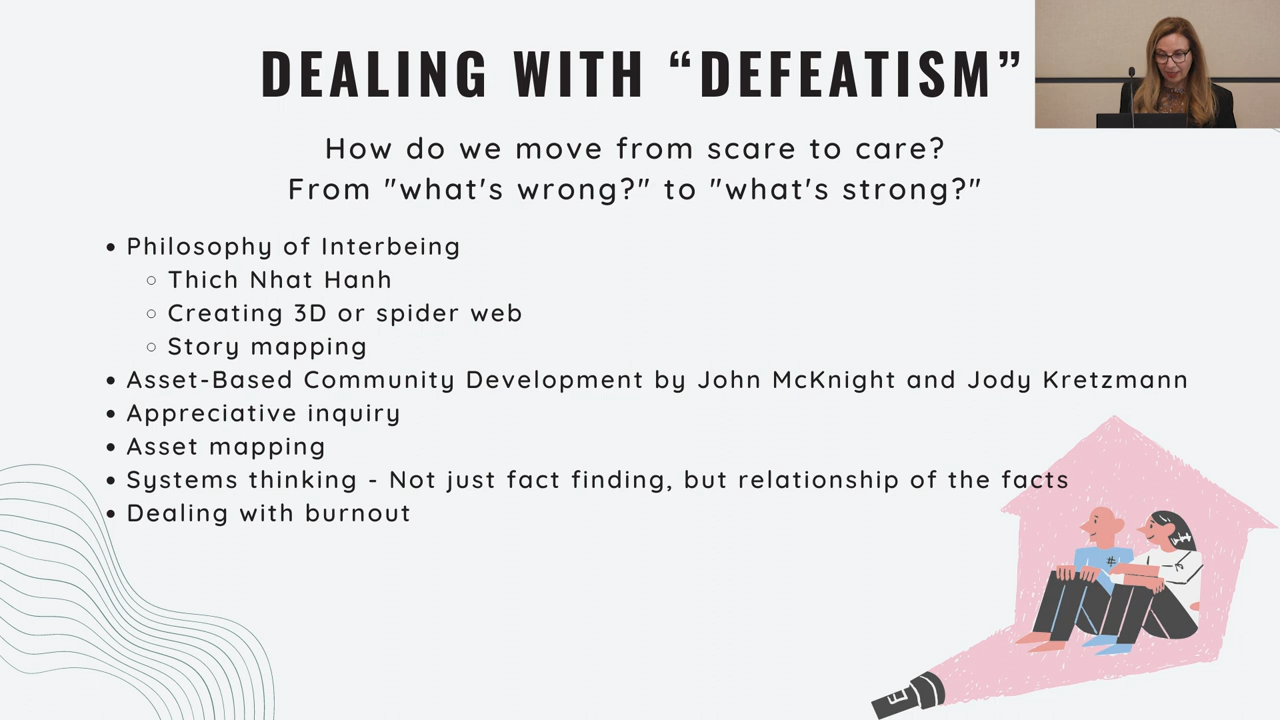 DEALING WITH “DEFEATISM”
How do we move from scare to care?
From "what's wrong?" to "what's strong?"
• Philosophy of Interbeing
○ Thich Nhat Hanh
○ Creating 3D or spider web
○ Story mapping
• Asset-Based Community Development by John McKnight and Jody Kretzmann
• Appreciative inquiry
• Asset mapping
• Systems thinking - Not just fact finding, but relationship of the facts
• Dealing with burnout
#